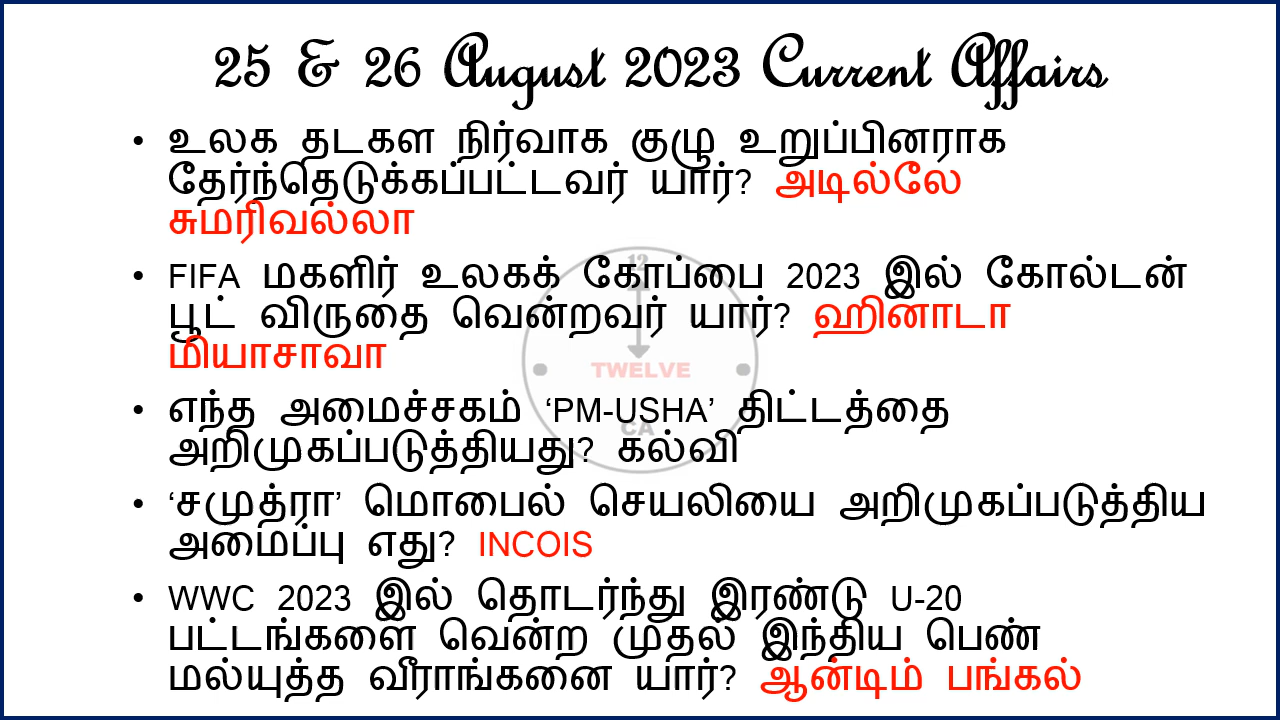 25 & 26 August 2023 Current Affairs
• உலக தடகள நிர்வாக குழு உறுப்பினராக
தேர்ந்தெடுக்கப்பட்டவர் யார்? அடில்லே
சுமரிவல்லா
• FIFA மகளிர் உலகக் கோப்பை 2023 இல் கோல்டன்
பூட் விருதை வென்றவர் யார்? ஹினாடா
மியாசாவா
• எந்த அமைச்சகம் ‘PM-USHA’ திட்டத்தை
அறிமுகப்படுத்தியது? கல்வி
• ‘சமுத்ரா’ மொபைல் செயலியை அறிமுகப்படுத்திய
அமைப்பு எது? INCOIS
• WWC 2023 இல் தொடர்ந்து இரண்டு U-20
பட்டங்களை வென்ற முதல் இந்திய பெண்
மல்யுத்த வீராங்கனை யார்? ஆன்டிம் பங்கல்
12
TWELVE
CA